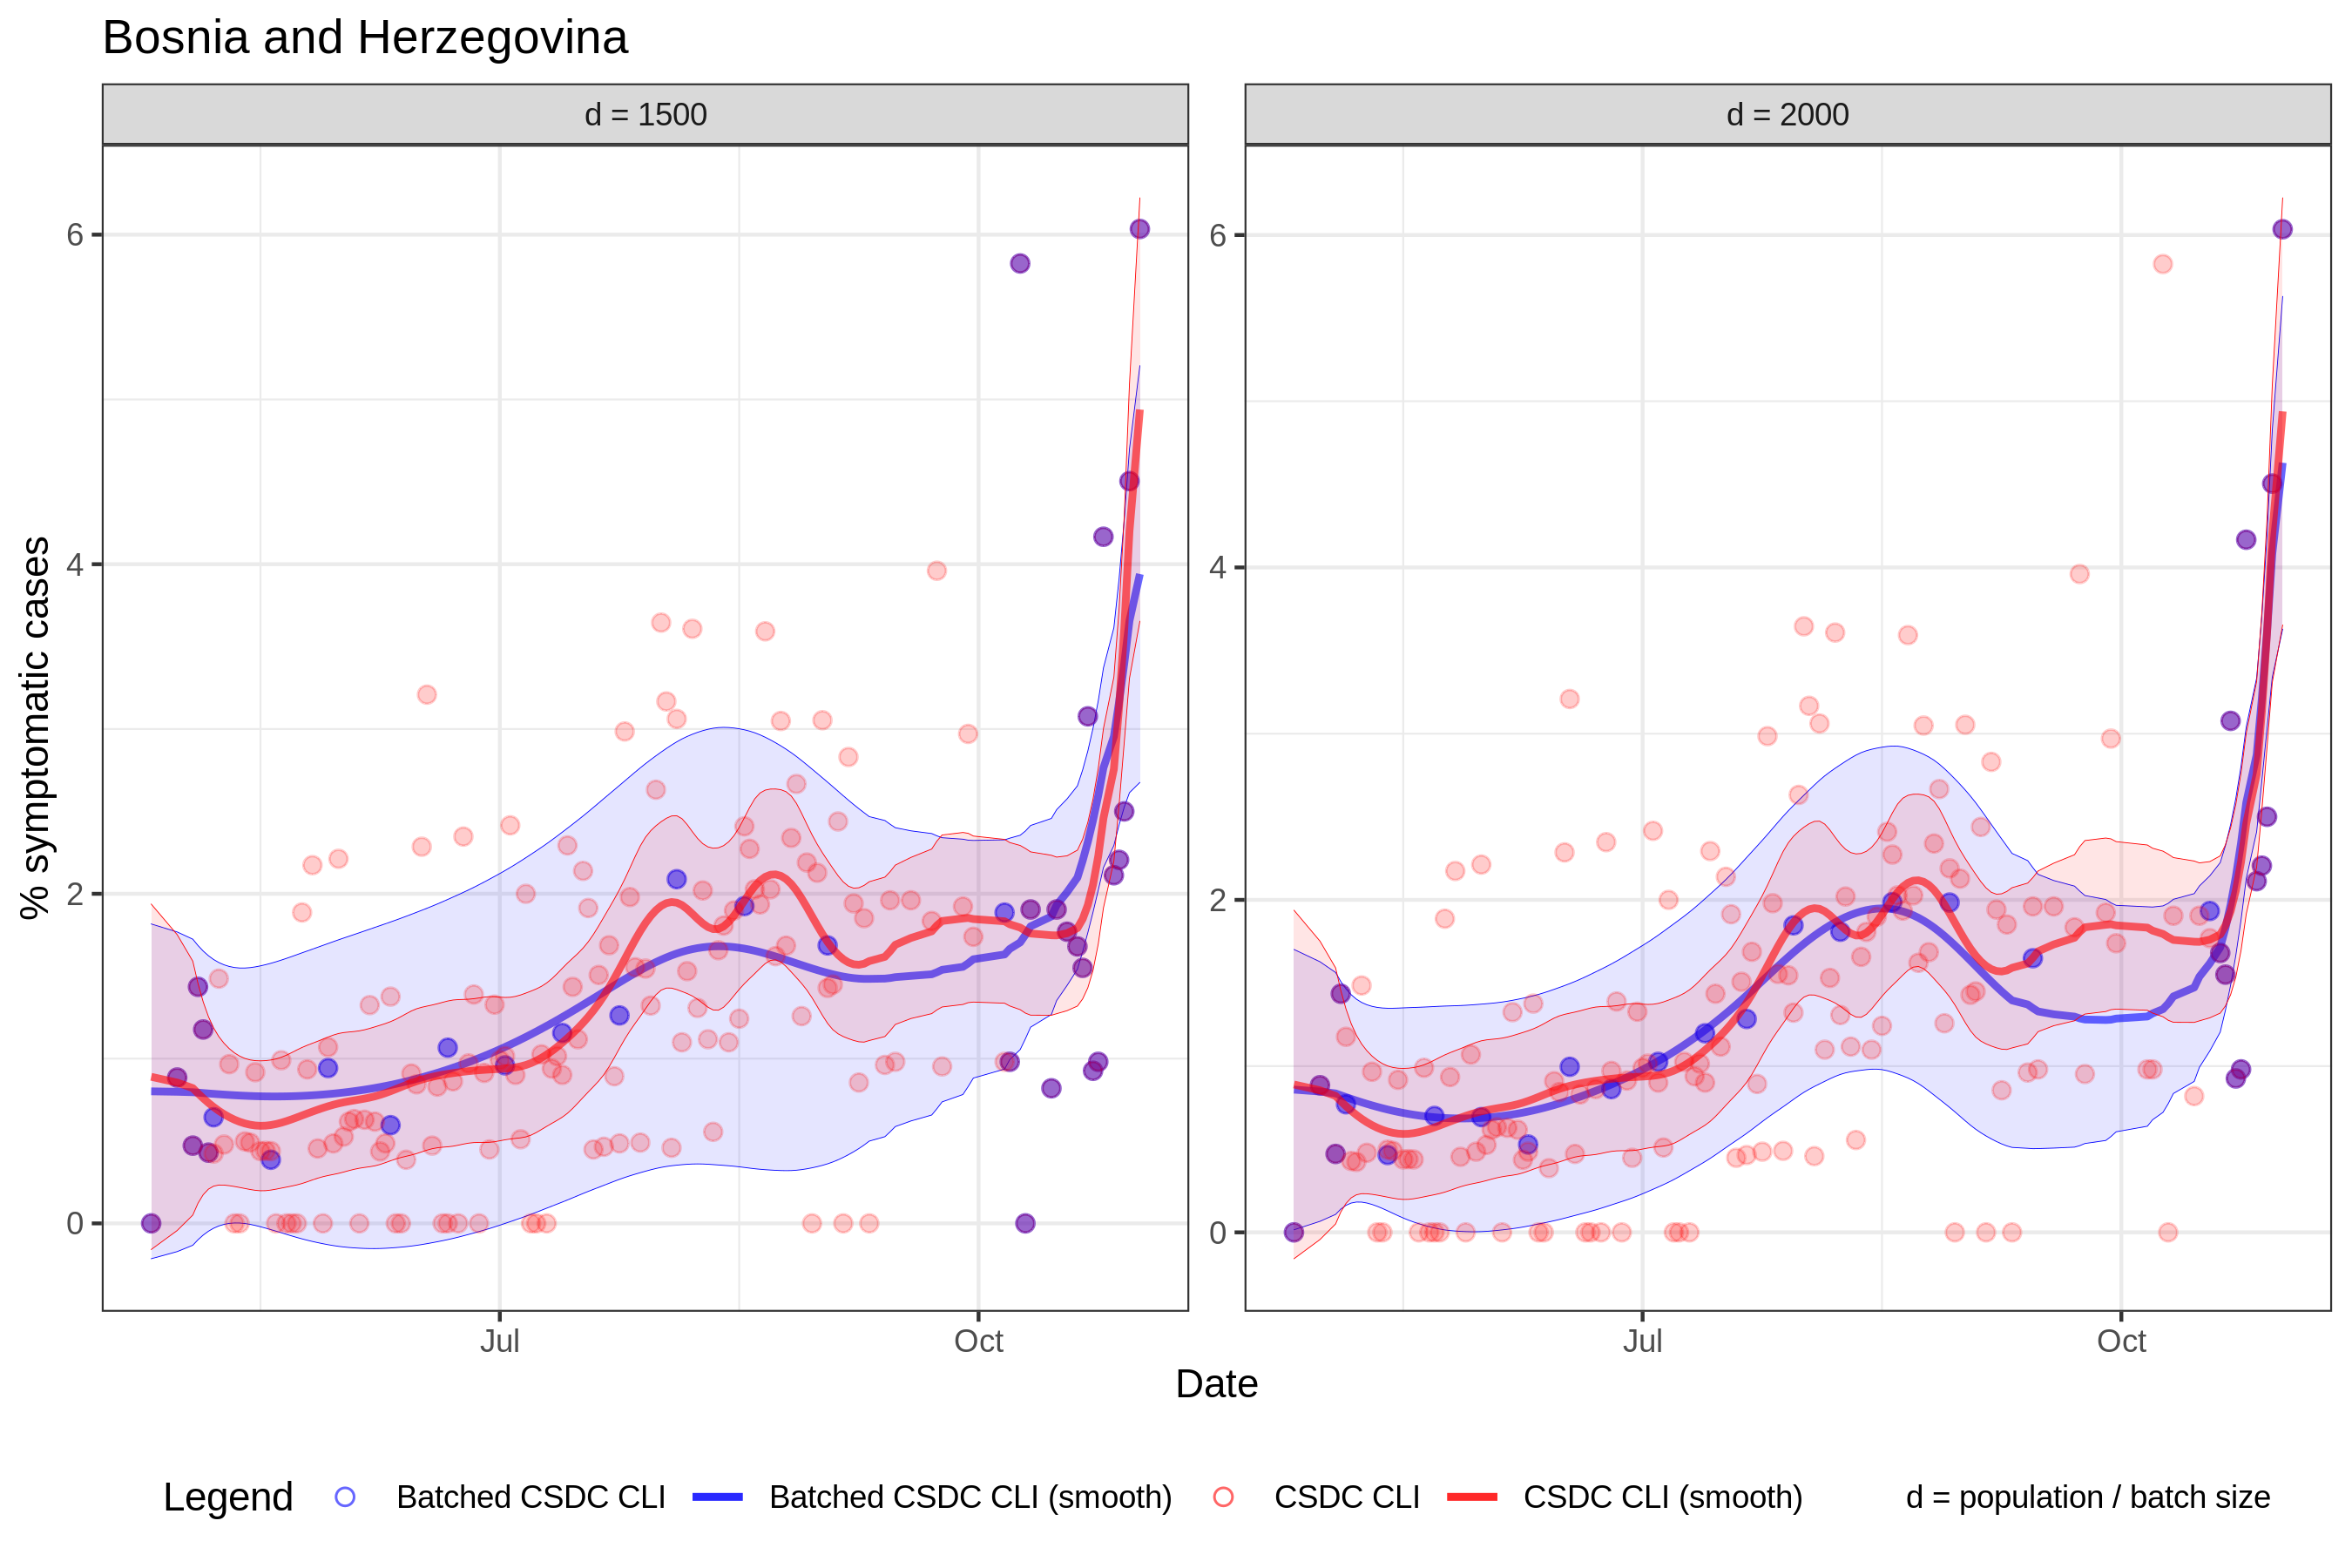 Bosnia and Herzegovina
d = 1500
d = 2000
% symptomatic cases
6
4
2
0
6
4
2
0
Jul
Oct
Jul
Oct
Date
Legend
Batched CSDC CLI
Batched CSDC CLI (smooth)
CSDC CLI
CSDC CLI (smooth)
d = population / batch size